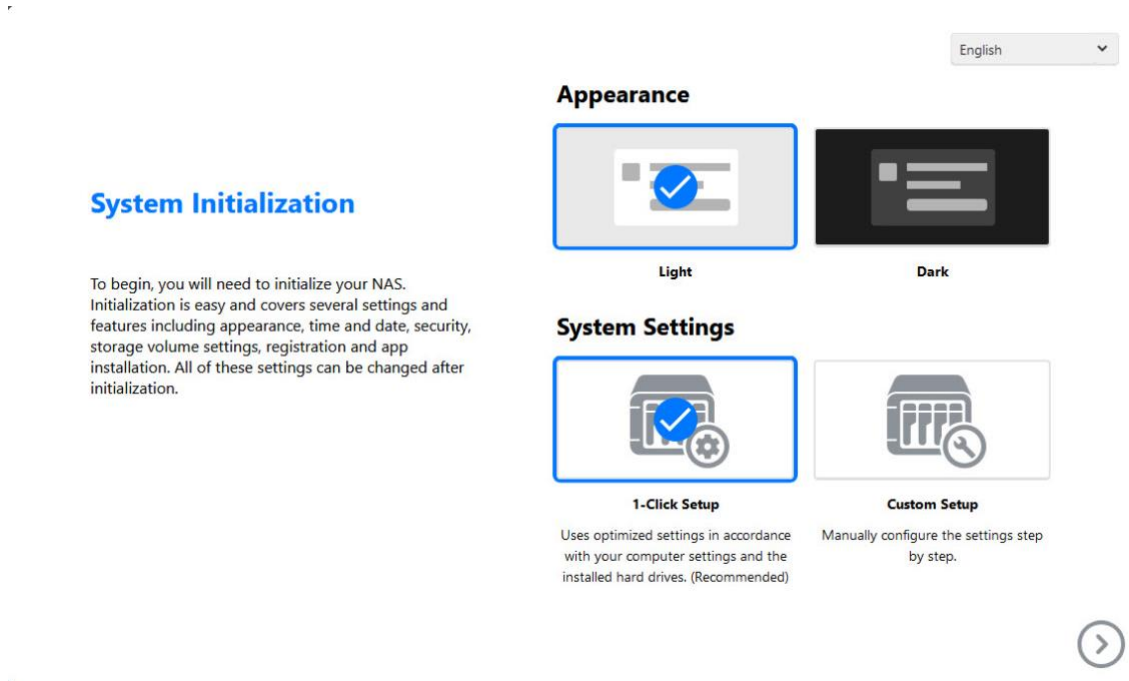 English
Appearance
Light
Dark
System Initialization
To begin, you will need to initialize your NAS.
Initialization is easy and covers several settings and
features including appearance, time and date, security,
storage volume settings, registration and app
installation. All of these settings can be changed after
initialization.
System Settings
1-Click Setup
Uses optimized settings in accordance
with your computer settings and the
installed hard drives. (Recommended)
Custom Setup
Manually configure the settings step
by step.